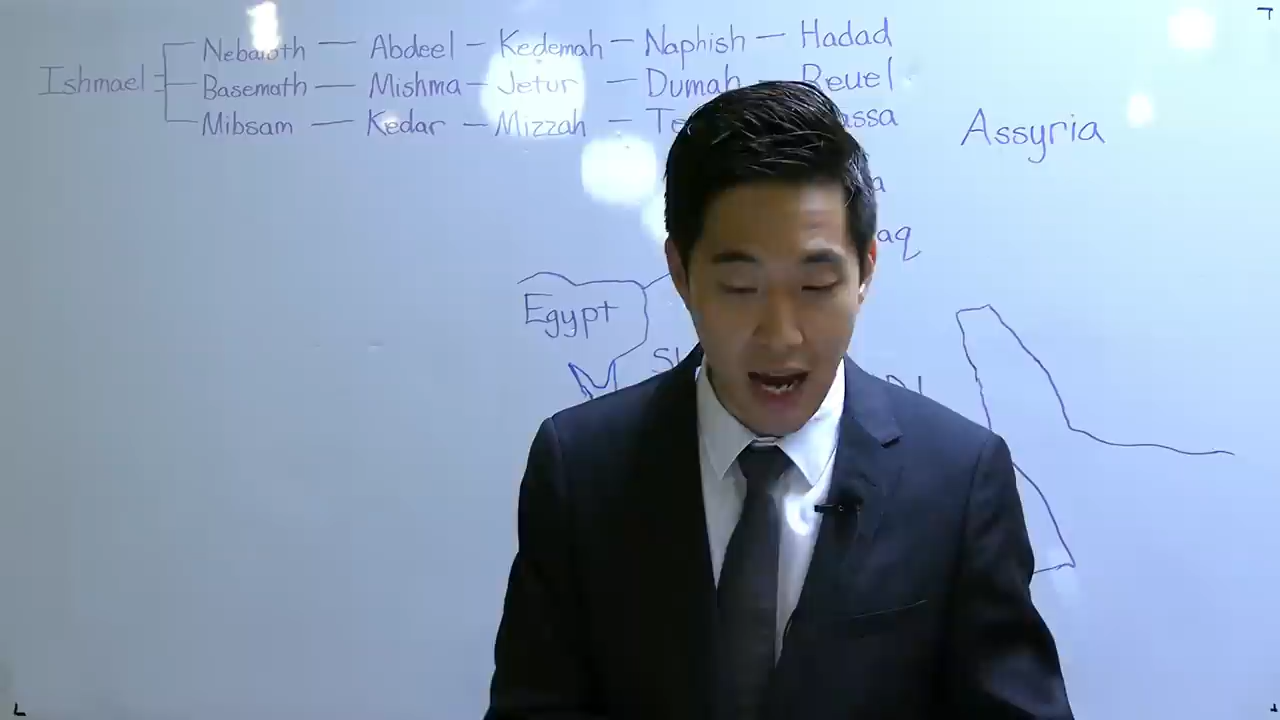 Nebaioth — Abdeel — Kedemah — Naphish — Hadad
Ishmael Basemath — Mishma — Jetur — Dumah — Reuel
Mibsam — Kedar — Mizzah —
Assyria
Egypt